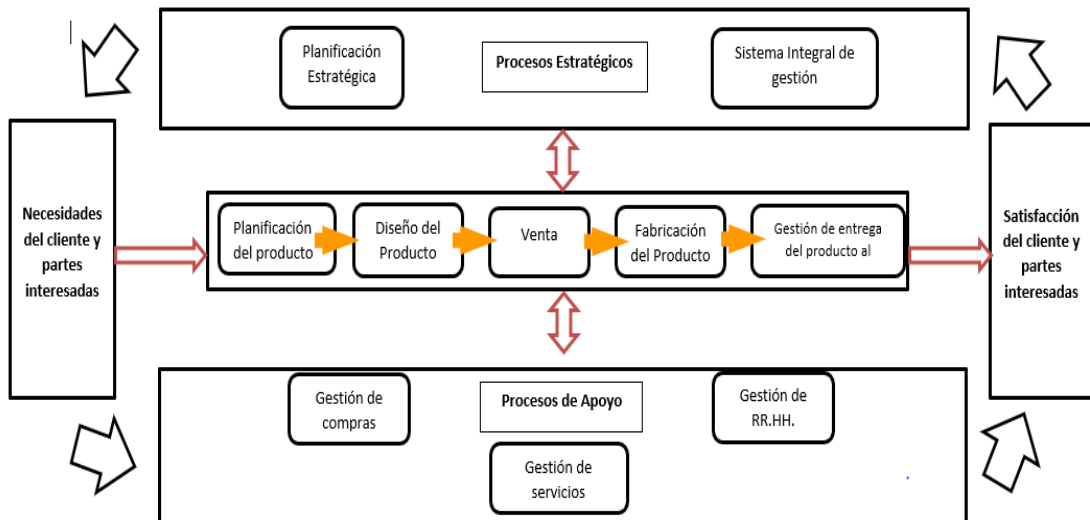 Planificación
Estratégica
Procesos Estratégicos
Sistema Integral de
gestión
Necesidades
del cliente y
partes
interesadas
Planificación
del producto
Diseño del
Producto
Venta
Fabricación
del Producto
Gestión de entrega
del producto al
Satisfacción
del cliente y
partes
interesadas
Gestión de
compras
Procesos de Apoyo
Gestión de
RR.HH.
Gestión de
servicios